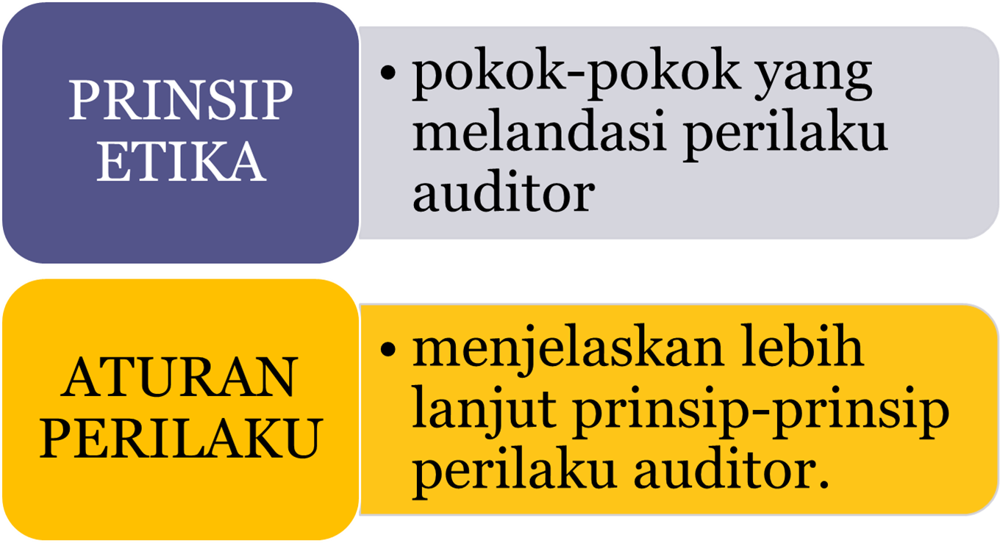 PRINSIP
ETIKA
• pokok-pokok yang
melandasi perilaku
auditor
ATURAN
PERILAKU
• menjelaskan lebih
lanjut prinsip-prinsip
perilaku auditor.